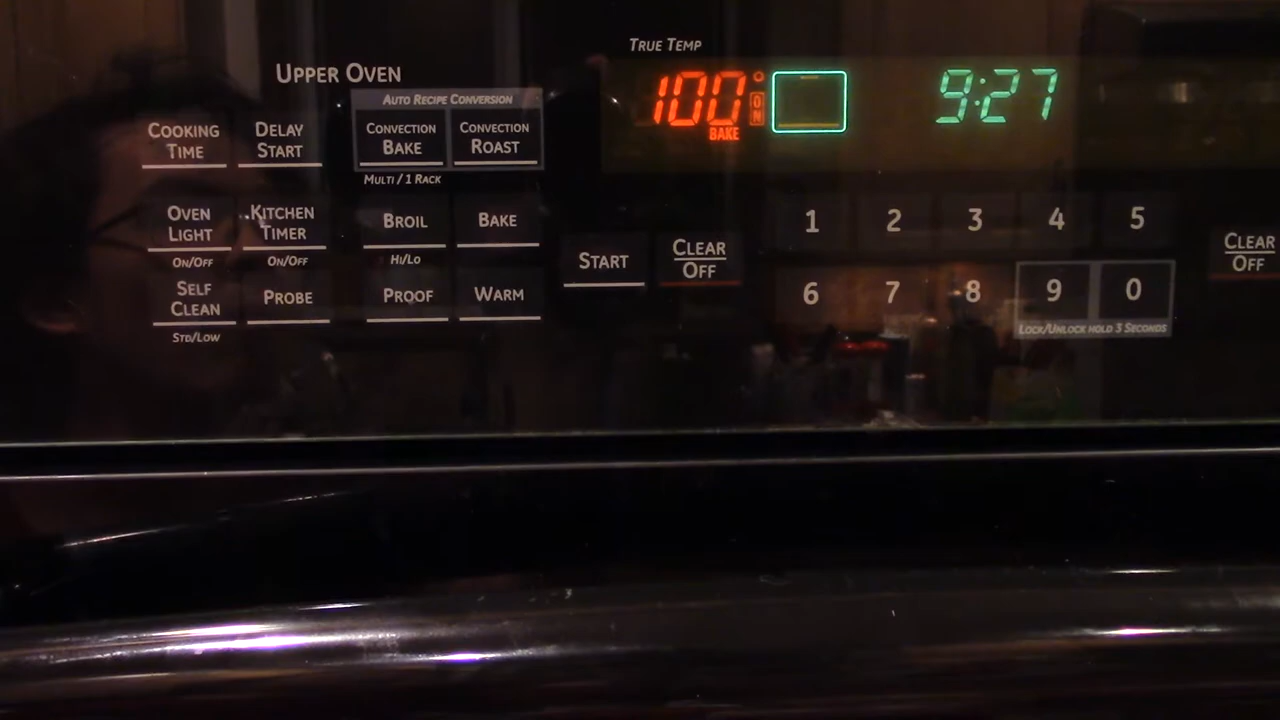 TRUE TEMP
UPPER OVEN
100°
ON
BAKE
9:27
AUTO RECIPE CONVERSION
COOKING TIME
DELAY START
CONVECTION BAKE
CONVECTION ROAST
MULTI / 1 RACK
OVEN LIGHT
ON/OFF
KITCHEN TIMER
ON/OFF
BROIL
HI/LO
BAKE
SELF CLEAN
STD/LOW
PROBE
PROOF
WARM
START
CLEAR
OFF
1 2 3 4 5
6 7 8 9 0
LOCK/UNLOCK HOLD 3 SECONDS
CLEAR
OFF